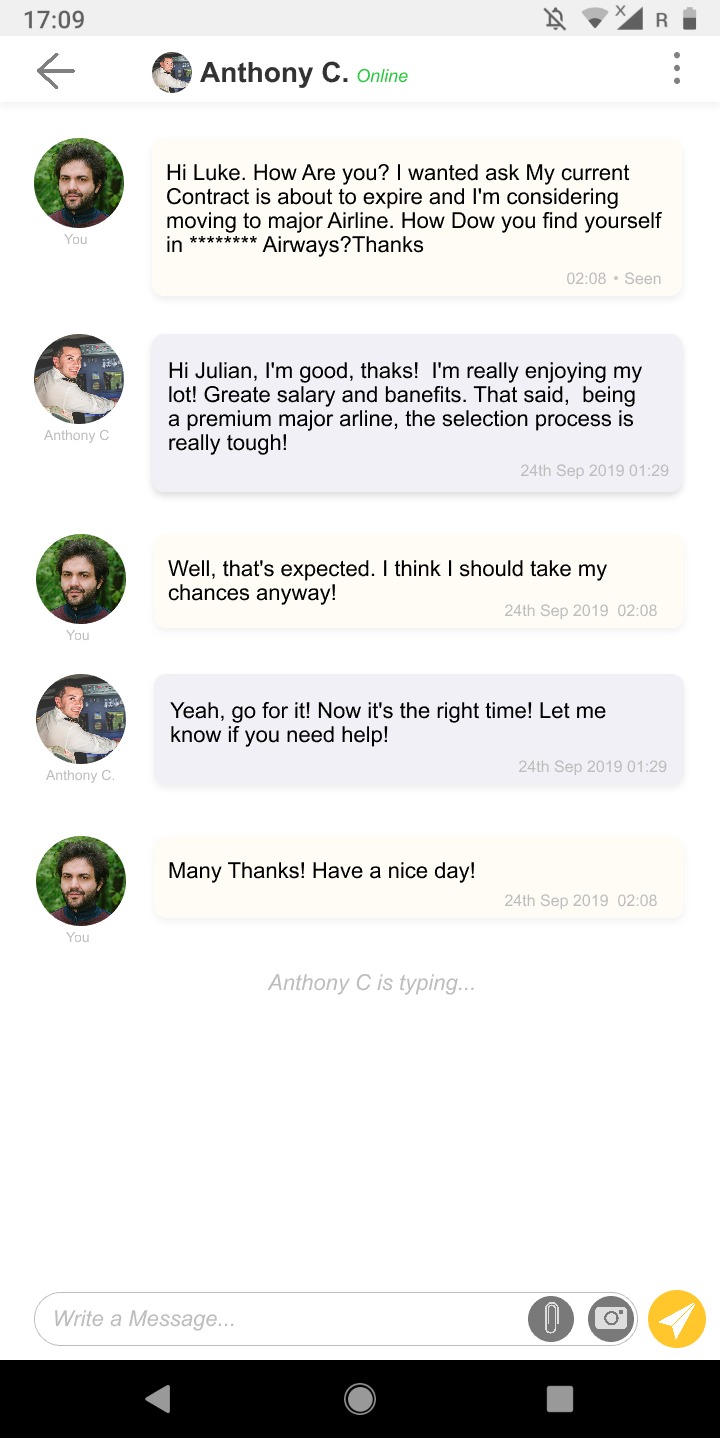 17:09
R
Anthony C. Online
Hi Luke. How Are you? I wanted ask My current
Contract is about to expire and I'm considering
moving to major Airline. How Dow you find yourself
in ******** Airways?Thanks
You
02:08 • Seen
Hi Julian, I'm good, thaks!  I'm really enjoying my
lot! Greate salary and banefits. That said,  being
a premium major arline, the selection process is
really tough!
Anthony C
24th Sep 2019 01:29
Well, that's expected. I think I should take my
chances anyway!
24th Sep 2019  02:08
You
Yeah, go for it! Now it's the right time! Let me
know if you need help!
24th Sep 2019 01:29
Anthony C.
Many Thanks! Have a nice day!
24th Sep 2019  02:08
You
Anthony C is typing...
Write a Message...